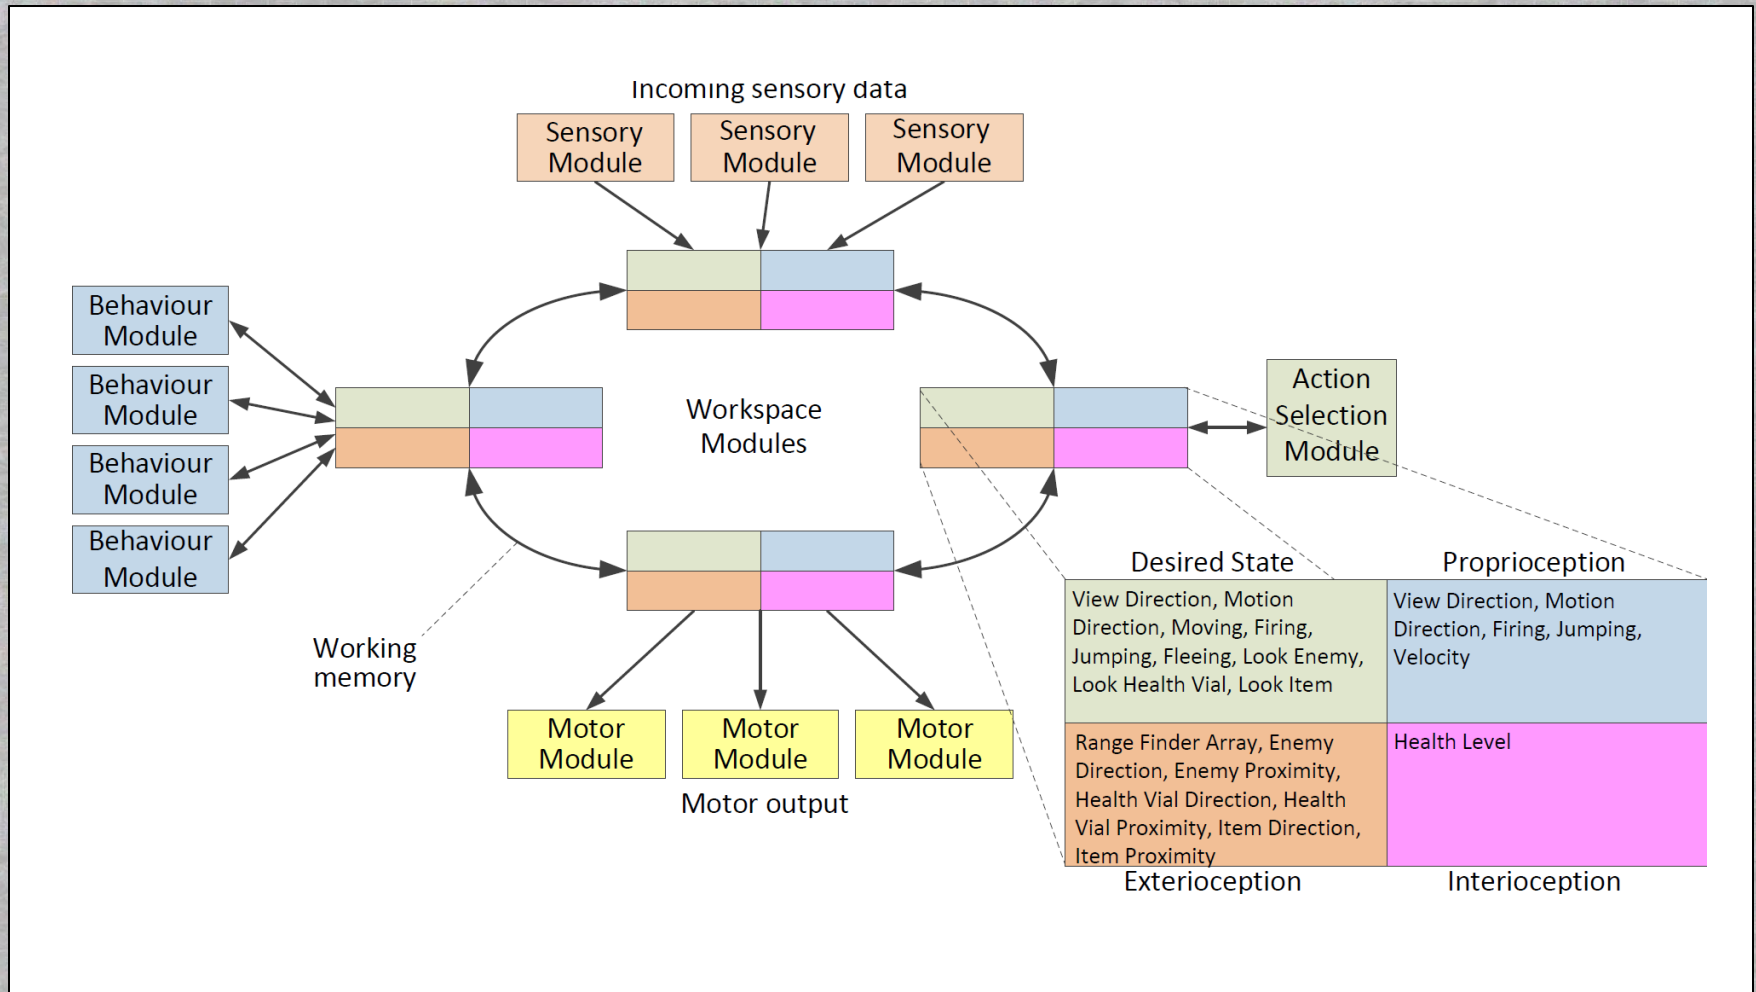 Incoming sensory data
Sensory
Module
Sensory
Module
Sensory
Module
Behaviour
Module
Behaviour
Module
Behaviour
Module
Behaviour
Module
Workspace
Modules
Action
Selection
Module
Working
memory
Motor
Module
Motor
Module
Motor
Module
Motor output
Desired State
Proprioception
View Direction, Motion
Direction, Moving, Firing,
Jumping, Fleeing, Look Enemy,
Look Health Vial, Look Item
View Direction, Motion
Direction, Firing, Jumping,
Velocity
Range Finder Array, Enemy
Direction, Enemy Proximity,
Health Vial Direction, Health
Vial Proximity, Item Direction,
Item Proximity
Health Level
Exterioception
Interioception